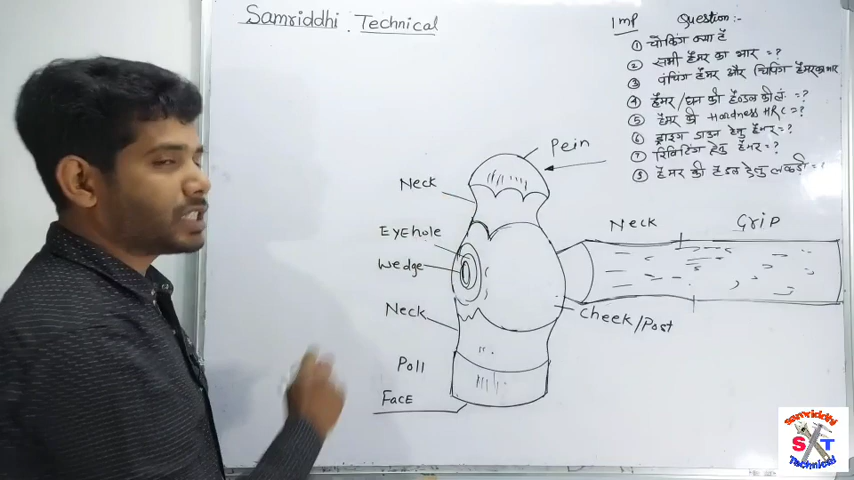 Samriddhi . Technical
IMP Question:-
① चोकिंग क्या हैं
② सभी हैमर का भार = ?
③ पंचिंग हैमर और चिपिंग हैमर का भार
④ हैमर/घन की हैण्डल की लं. = ?
⑤ हैमर की Hardness HRC = ?
⑥ ड्राइव डाउन हेतु हैमर = ?
⑦ रिवेटिंग हेतु हैमर = ?
⑧ हैमर की हैंडल हेतु लकड़ी = ?
Pein
Neck
Eyehole
Wedge
Neck
Poll
Face
Neck Grip
Cheek/Post
Samriddhi
S T
Technical